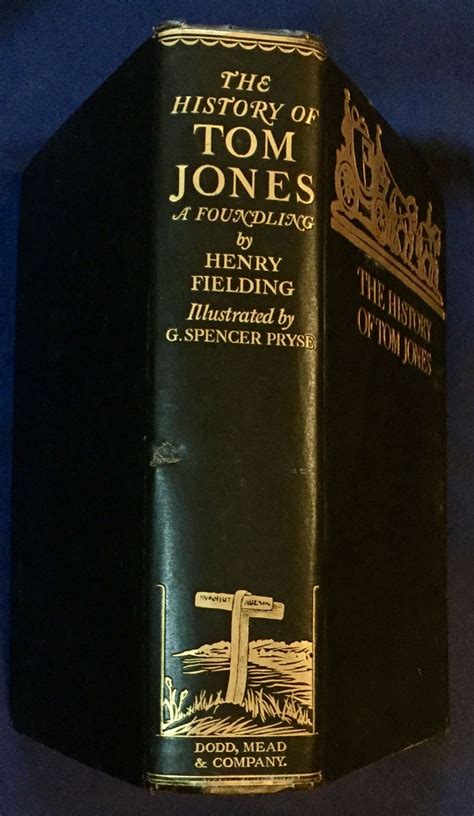 THE
HISTORY OF
TOM
JONES
A FOUNDLING
by
HENRY
FIELDING
Illustrated by
G. SPENCER PRYSE
DODD, MEAD
& COMPANY.
THE HISTORY
OF TOM JONES